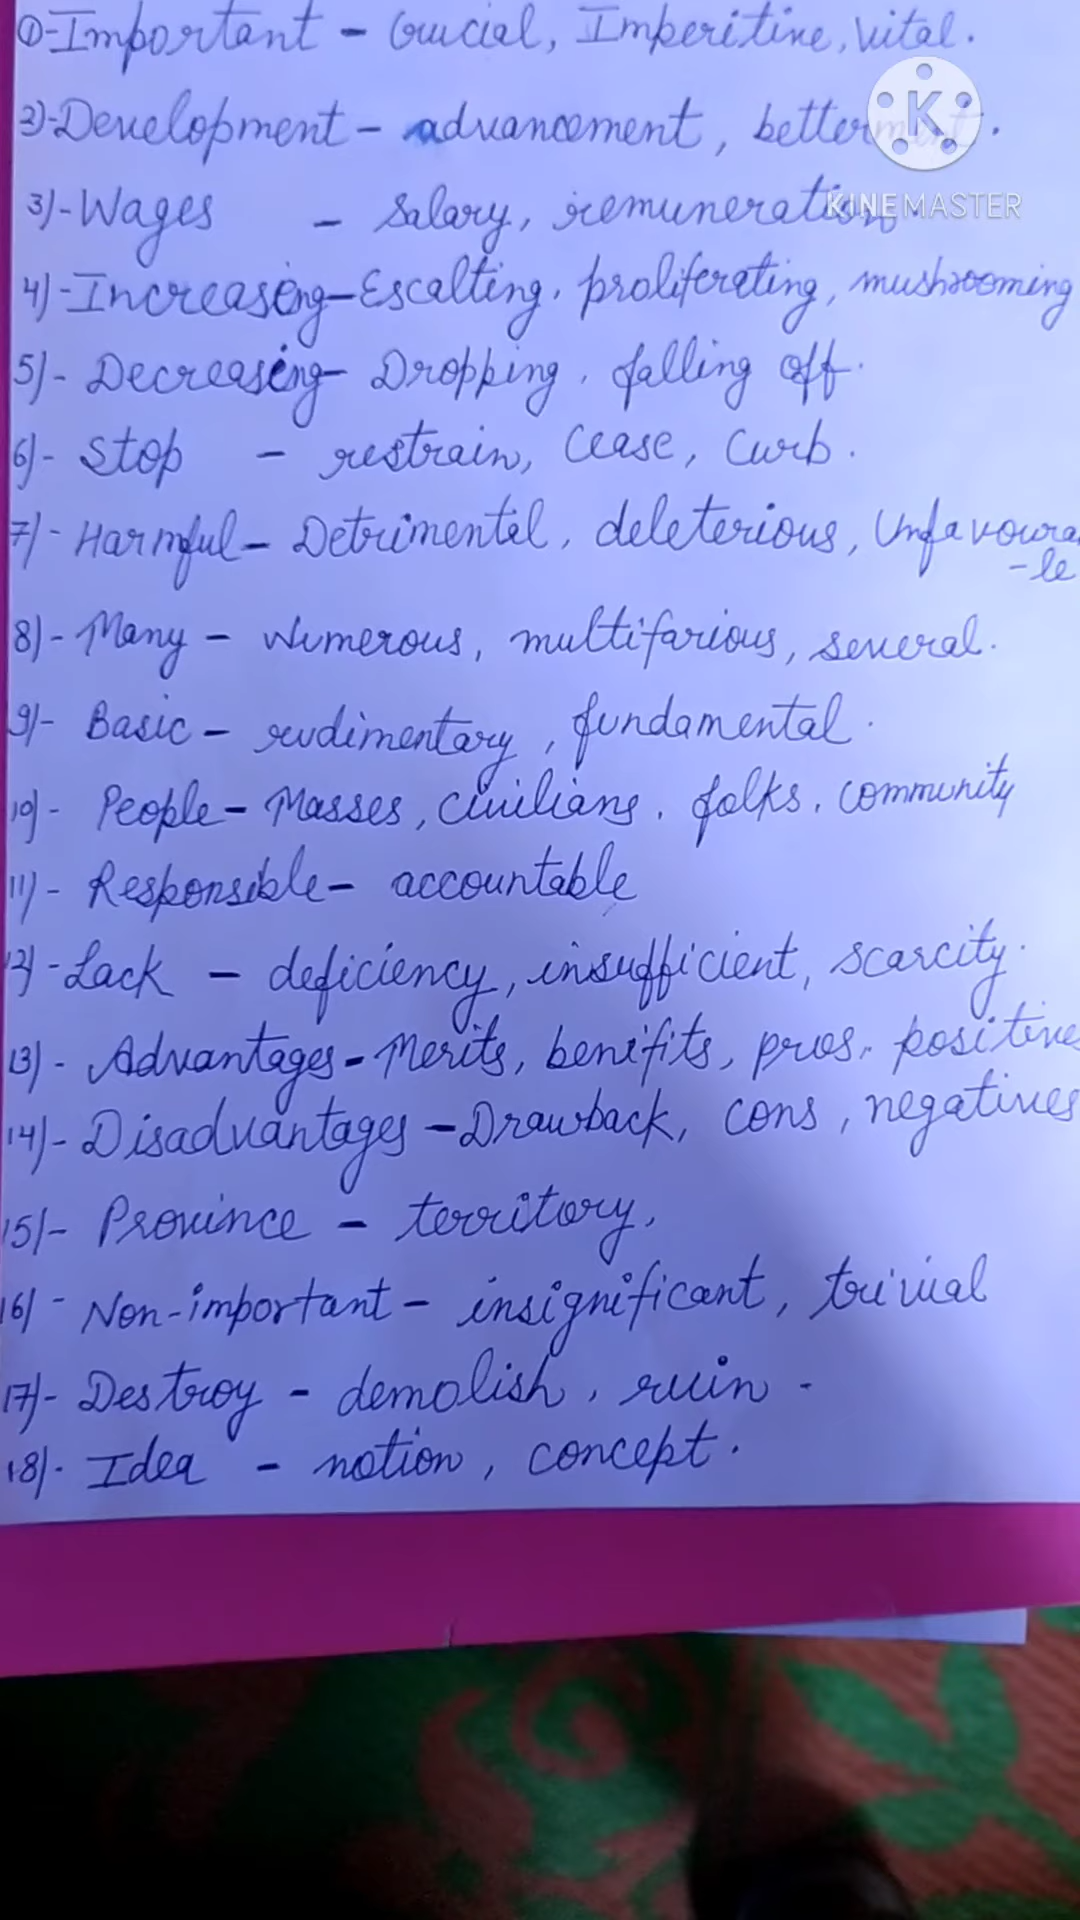 1)-Important - Crucial, Imperitive, vital.
2)-Development - advancement, betterment.
KINEMASTER
3)-Wages - Salary, remuneration.
4)-Increasing-Escalting, proliferating, mushrooming
5)- Decreasing- Dropping, falling off.
6)- Stop - restrain, Cease, Curb.
7)- Harmful- Detrimental, deleterious, Unfavoura
-le
8)- Many - Numerous, multifarious, several.
9)- Basic - rudimentary, fundamental.
10)- People- Masses, civilians, folks, community
11)- Responsible- accountable
12)-Lack - deficiency, insufficient, scarcity.
13)- Advantages-Merits, benifits, pros, positives
14)- Disadvantages -Drawback, cons, negatives
15)- Province - territory,
16)- Non-important - insignificant, trivial
17)- Destroy - demolish, ruin -
18)- Idea - notion, concept.